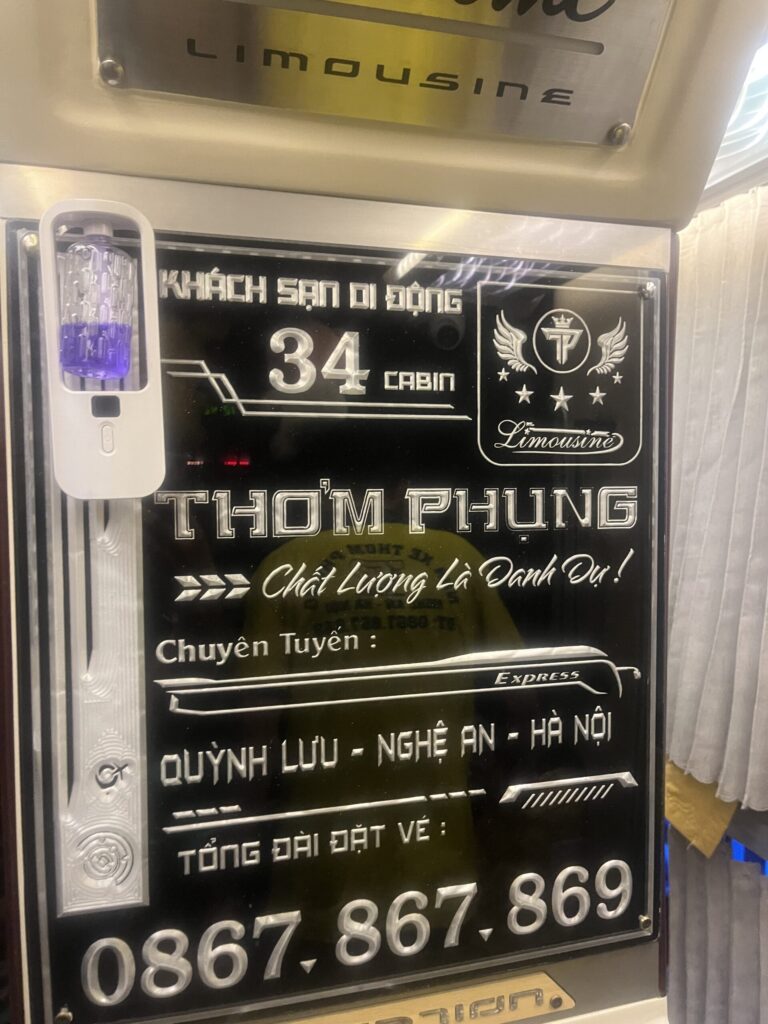 LIMOUSINE
KHÁCH SẠN DI ĐỘNG
34 CABIN
TP
Limousine
THƠM PHỤNG
Chất Lượng Là Danh Dự !
Chuyên Tuyến :
EXPRESS
QUỲNH LƯU - NGHỆ AN - HÀ NỘI
TỔNG ĐÀI ĐẶT VÉ :
0867.867.869